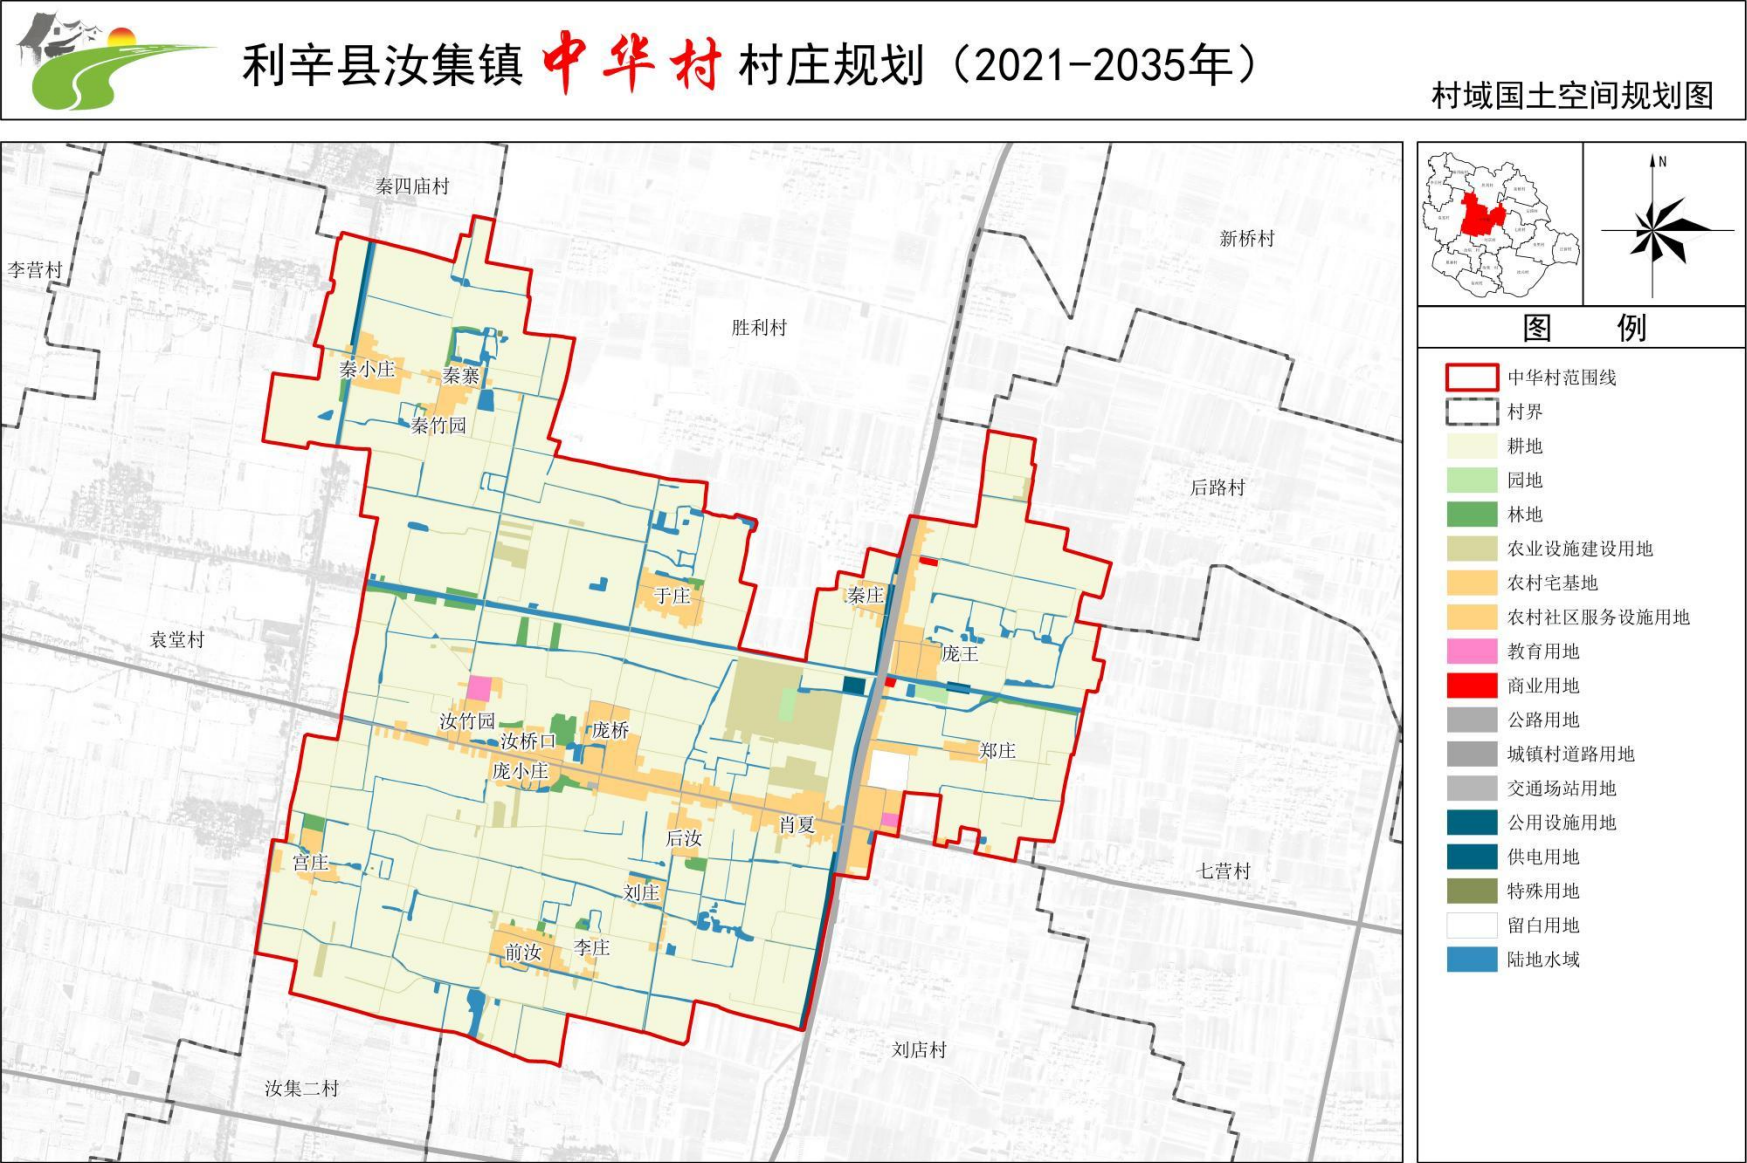 利辛县汝集镇中华村村庄规划（2021-2035年）
村域国土空间规划图
秦四庙村
李营村
新桥村
胜利村
秦小庄
秦寨
秦竹园
后路村
于庄
秦庄
袁堂村
庞王
汝竹园
汝桥口
庞桥
庞小庄
郑庄
肖夏
后汝
宫庄
刘庄
七营村
前汝
李庄
刘店村
汝集二村
N
图 例
中华村范围线
村界
耕地
园地
林地
农业设施建设用地
农村宅基地
农村社区服务设施用地
教育用地
商业用地
公路用地
城镇村道路用地
交通场站用地
公用设施用地
供电用地
特殊用地
留白用地
陆地水域